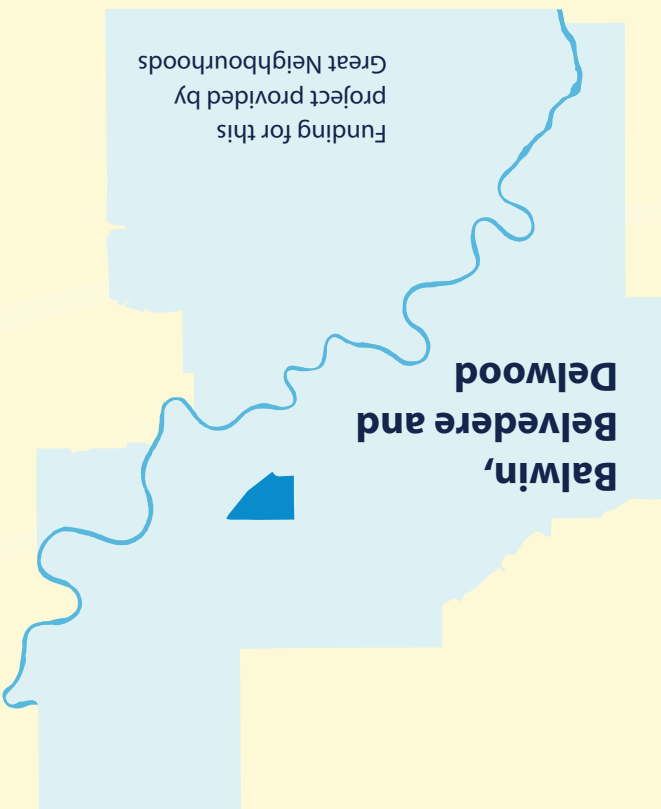 Balwin,
Belvedere and
Delwood
Funding for this
project provided by
Great Neighbourhoods